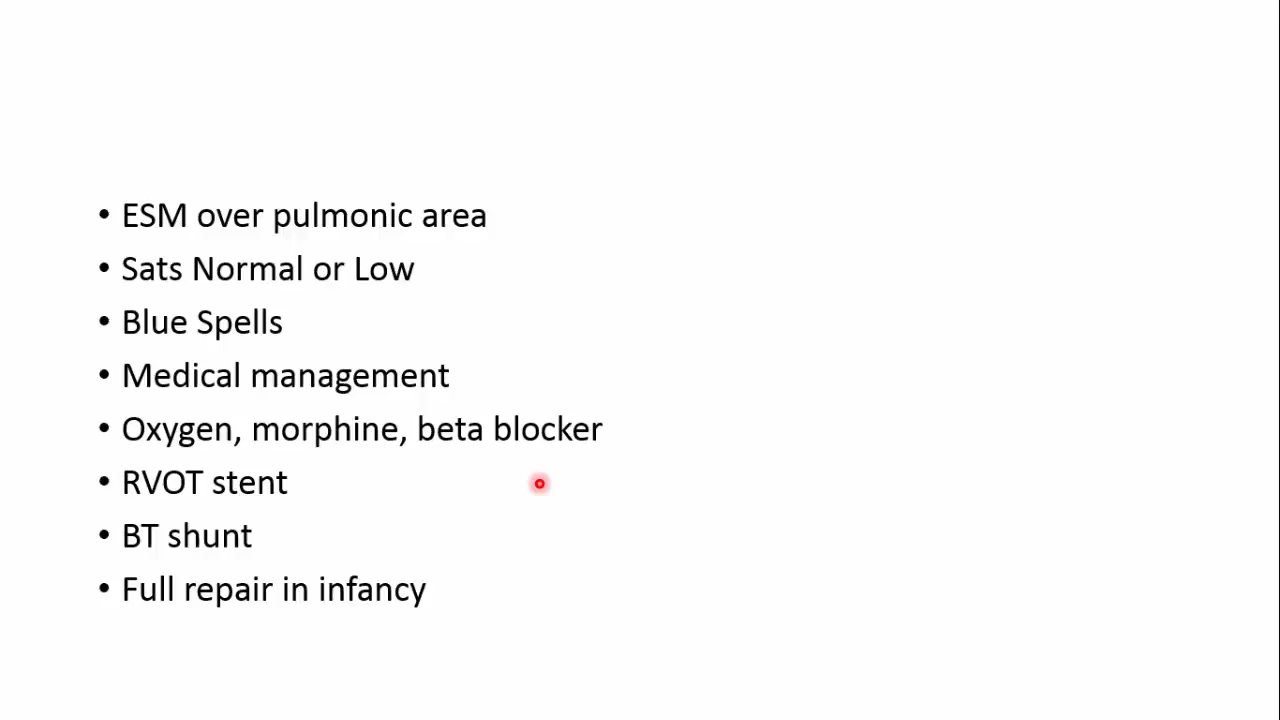 • ESM over pulmonic area
• Sats Normal or Low
• Blue Spells
• Medical management
• Oxygen, morphine, beta blocker
• RVOT stent
• BT shunt
• Full repair in infancy